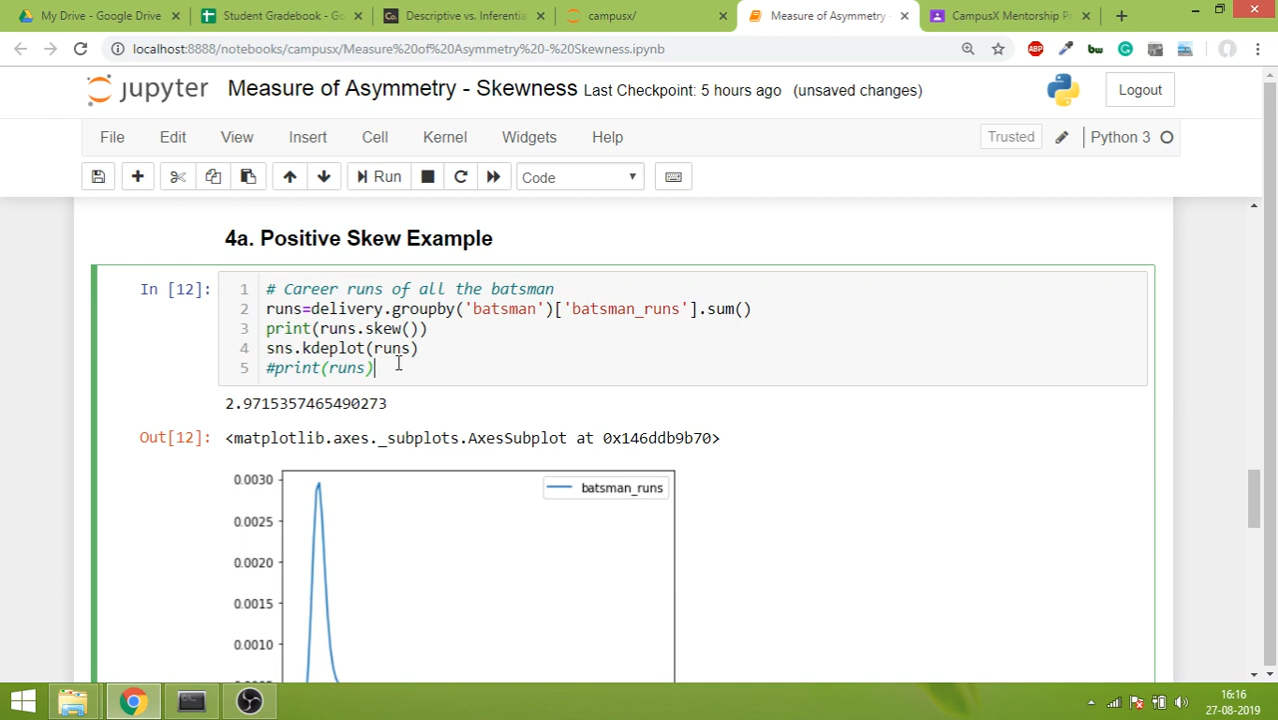 My Drive - Google Drive
Student Gradebook - Go
Descriptive vs. Inferentia
campusx/
Measure of Asymmetry -
CampusX Mentorship Pr
localhost:8888/notebooks/campusx/Measure%20of%20Asymmetry%20-%20Skewness.ipynb
jupyter Measure of Asymmetry - Skewness Last Checkpoint: 5 hours ago (unsaved changes)
Logout
File Edit View Insert Cell Kernel Widgets Help
Trusted Python 3
Run Code
4a. Positive Skew Example
In [12]:
1 # Career runs of all the batsman
2 runs=delivery.groupby('batsman')['batsman_runs'].sum()
3 print(runs.skew())
4 sns.kdeplot(runs)
5 #print(runs)
2.9715357465490273
Out[12]: <matplotlib.axes._subplots.AxesSubplot at 0x146ddb9b70>
0.0030
batsman_runs
0.0025
0.0020
0.0015
0.0010
16:16
27-08-2019